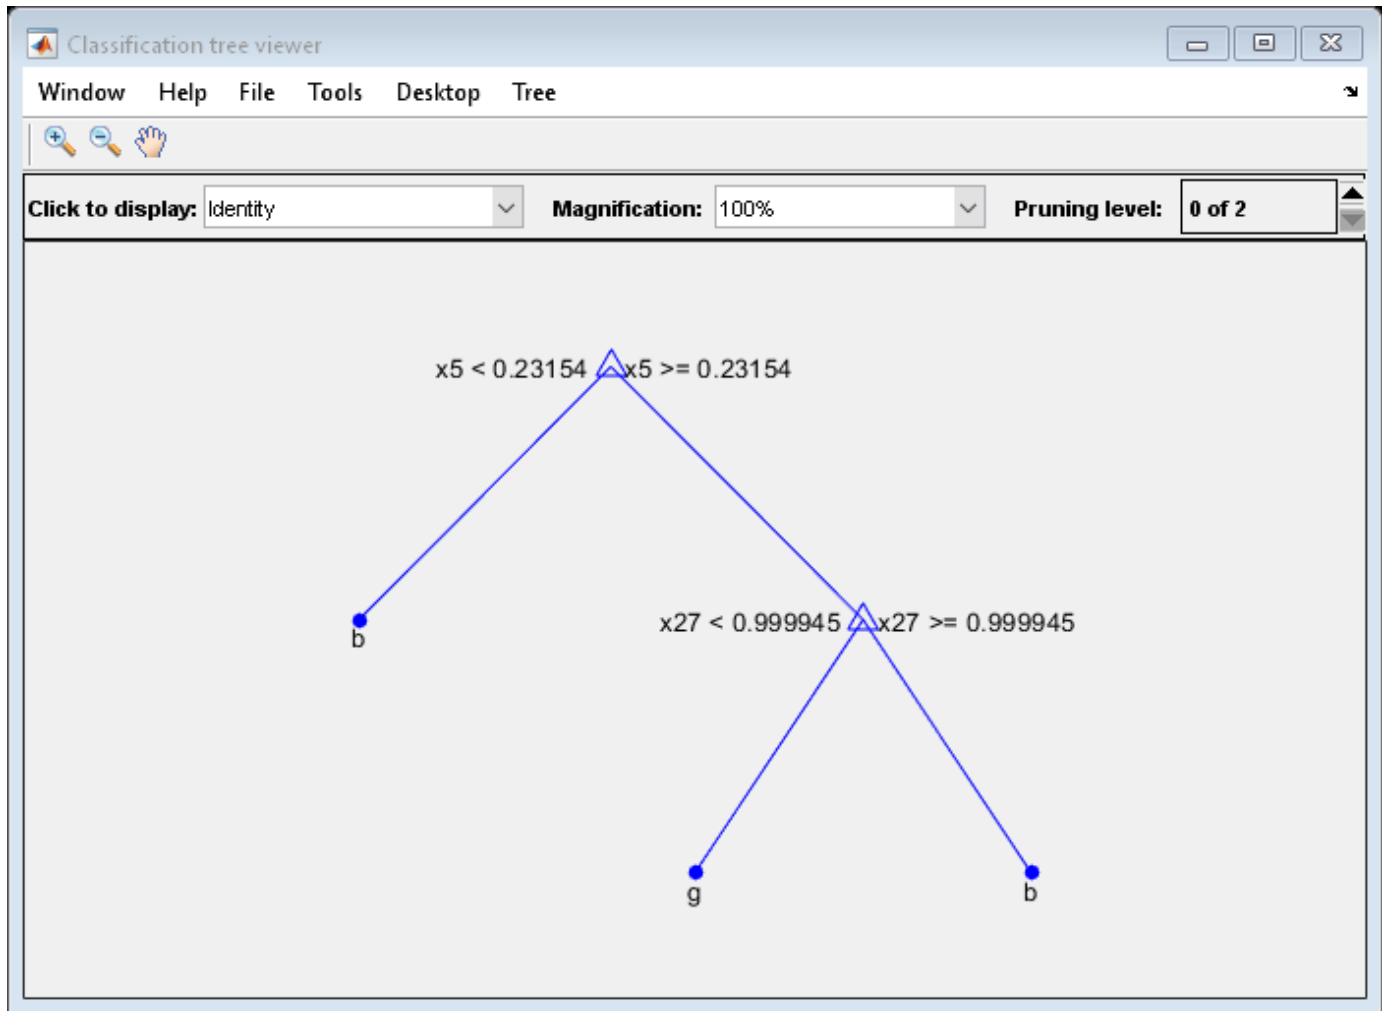 Classification tree viewer
Window Help File Tools Desktop Tree
Click to display: Identity Magnification: 100% Pruning level: 0 of 2
x5 < 0.23154 x5 >= 0.23154
x27 < 0.999945 x27 >= 0.999945
b
g b